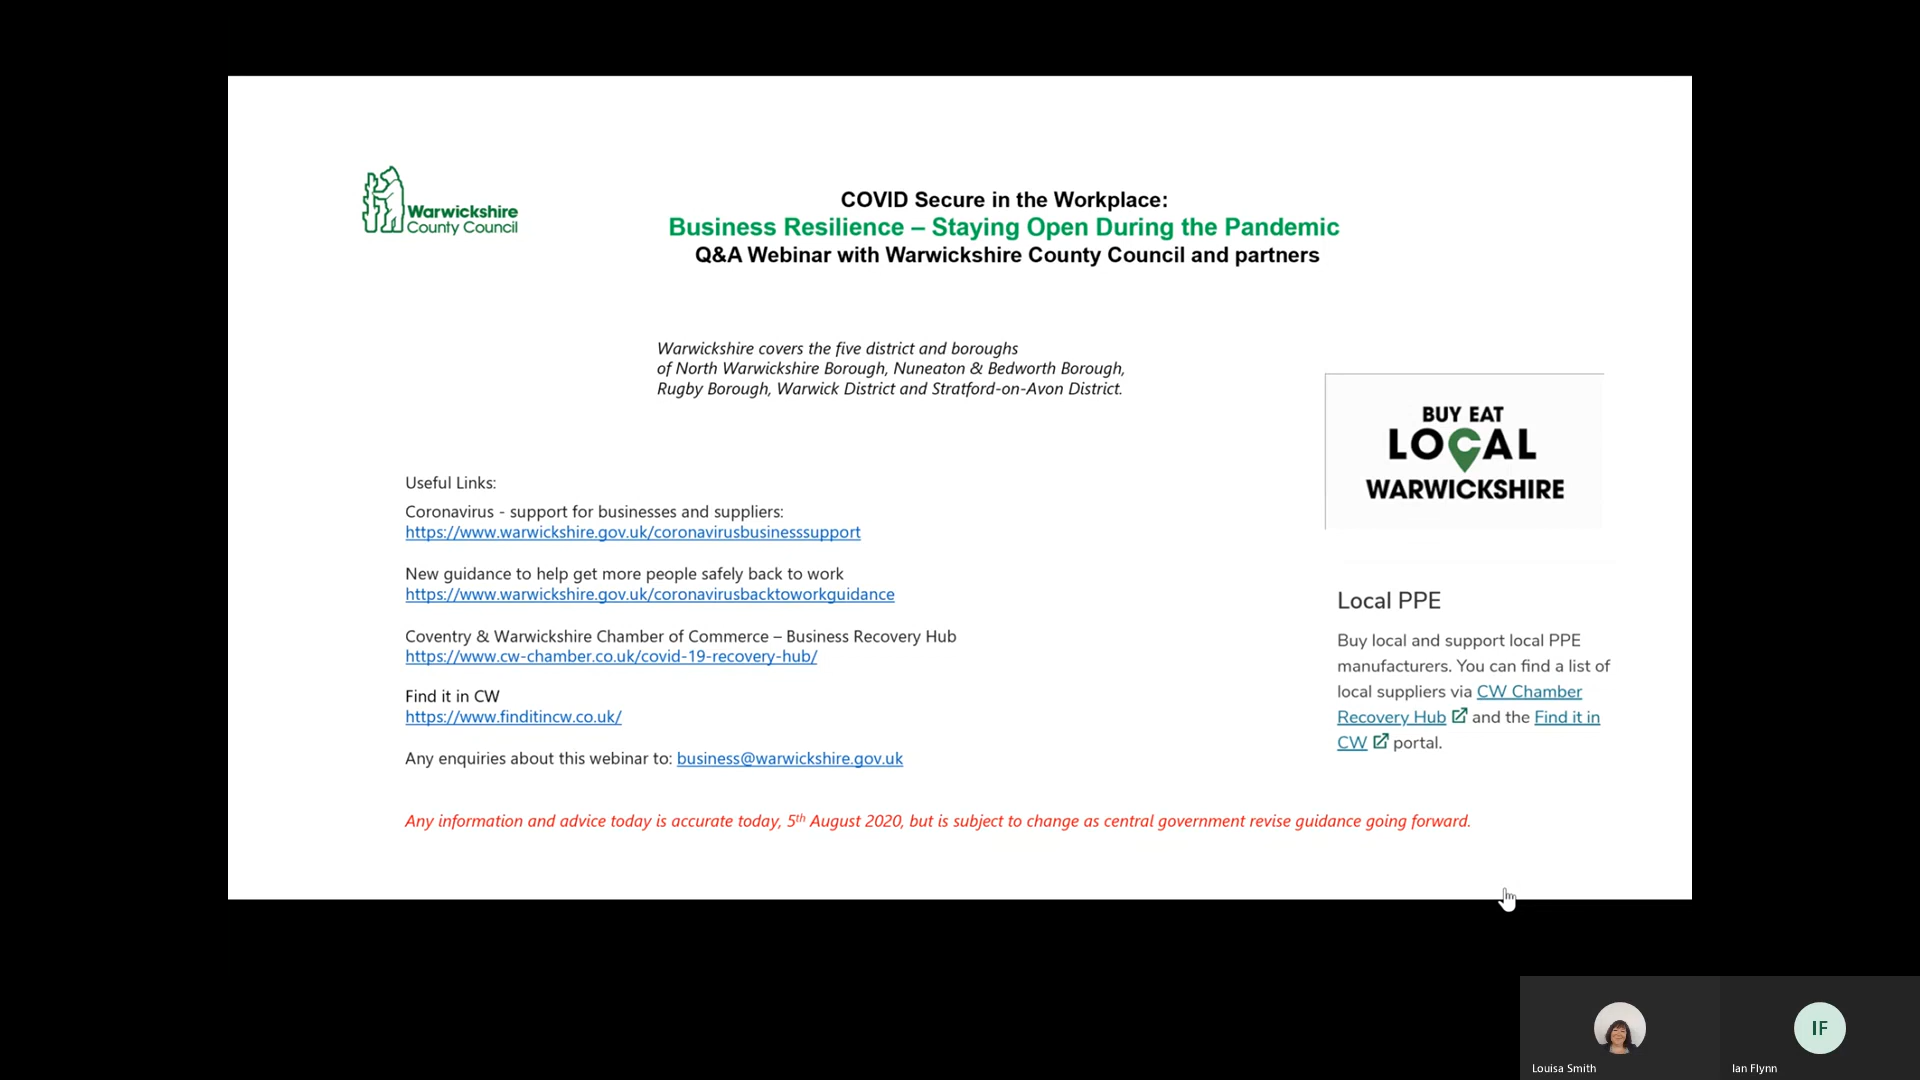 Warwickshire
County Council
COVID Secure in the Workplace:
Business Resilience – Staying Open During the Pandemic
Q&A Webinar with Warwickshire County Council and partners
Warwickshire covers the five district and boroughs
of North Warwickshire Borough, Nuneaton & Bedworth Borough,
Rugby Borough, Warwick District and Stratford-on-Avon District.
Useful Links:
Coronavirus - support for businesses and suppliers:
https://www.warwickshire.gov.uk/coronavirusbusinesssupport
New guidance to help get more people safely back to work
https://www.warwickshire.gov.uk/coronavirusbacktoworkguidance
Coventry & Warwickshire Chamber of Commerce – Business Recovery Hub
https://www.cw-chamber.co.uk/covid-19-recovery-hub/
Find it in CW
https://www.finditincw.co.uk/
Any enquiries about this webinar to: business@warwickshire.gov.uk
BUY EAT
LOCAL
WARWICKSHIRE
Local PPE
Buy local and support local PPE
manufacturers. You can find a list of
local suppliers via CW Chamber
Recovery Hub and the Find it in
CW portal.
Any information and advice today is accurate today, 5th August 2020, but is subject to change as central government revise guidance going forward.
IF
Louisa Smith
Ian Flynn